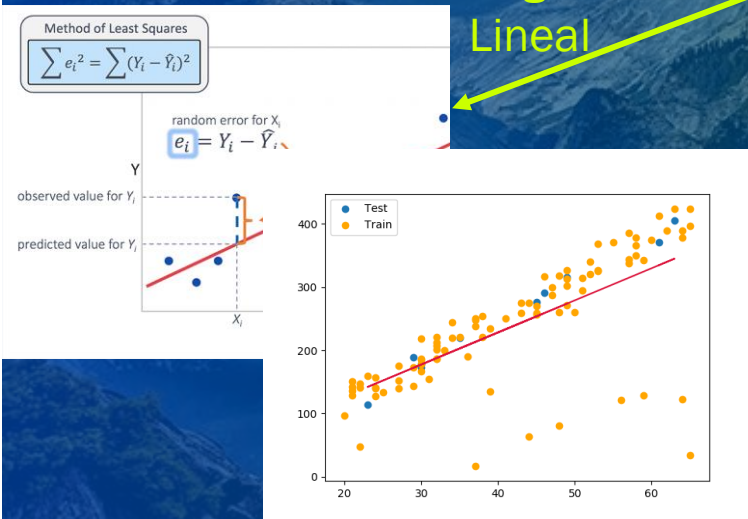 Lineal
Method of Least Squares
∑ eᵢ² = ∑(Yᵢ − Ŷᵢ)²
random error for Xᵢ
eᵢ = Yᵢ − Ŷᵢ
Y
observed value for Yᵢ
predicted value for Yᵢ
Xᵢ
Test
Train
400
300
200
100
0
20 30 40 50 60